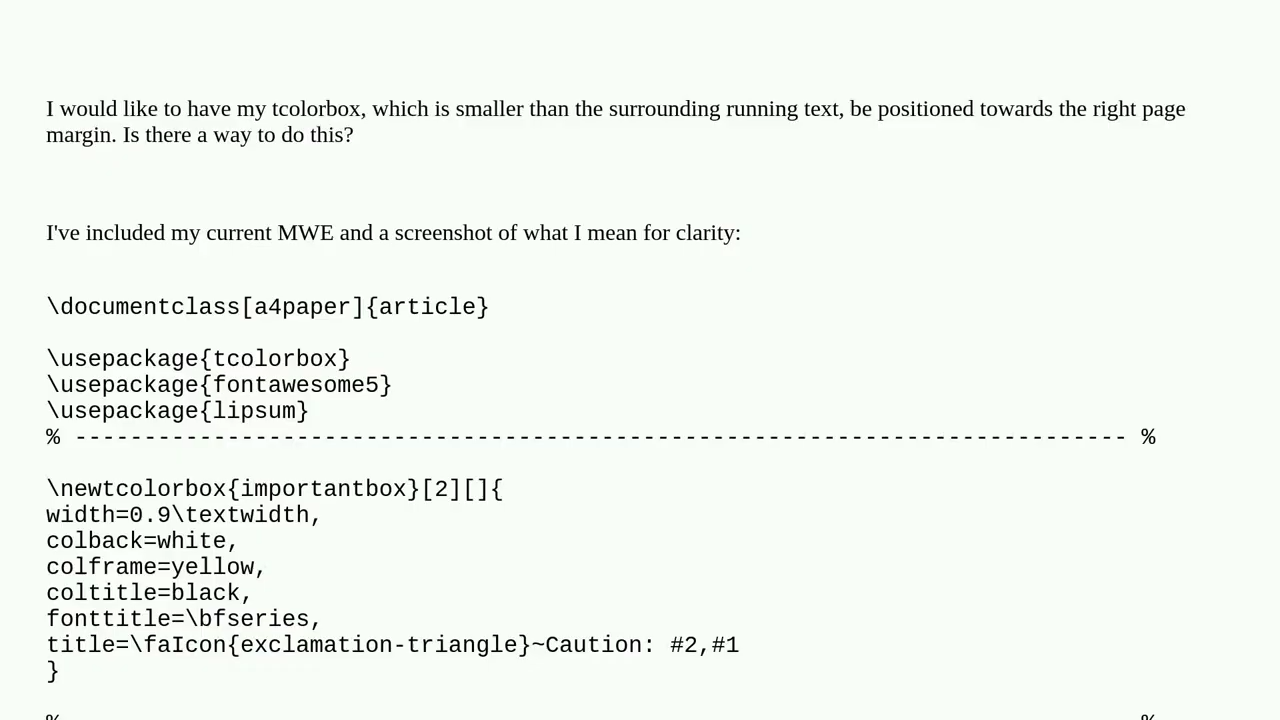 I would like to have my tcolorbox, which is smaller than the surrounding running text, be positioned towards the right page
margin. Is there a way to do this?
I've included my current MWE and a screenshot of what I mean for clarity:
\documentclass[a4paper]{article}
\usepackage{tcolorbox}
\usepackage{fontawesome5}
\usepackage{lipsum}
% ---------------------------------------------------------------------------- %
\newtcolorbox{importantbox}[2][]{
width=0.9\textwidth,
colback=white,
colframe=yellow,
coltitle=black,
fonttitle=\bfseries,
title=\faIcon{exclamation-triangle}~Caution: #2,#1
}